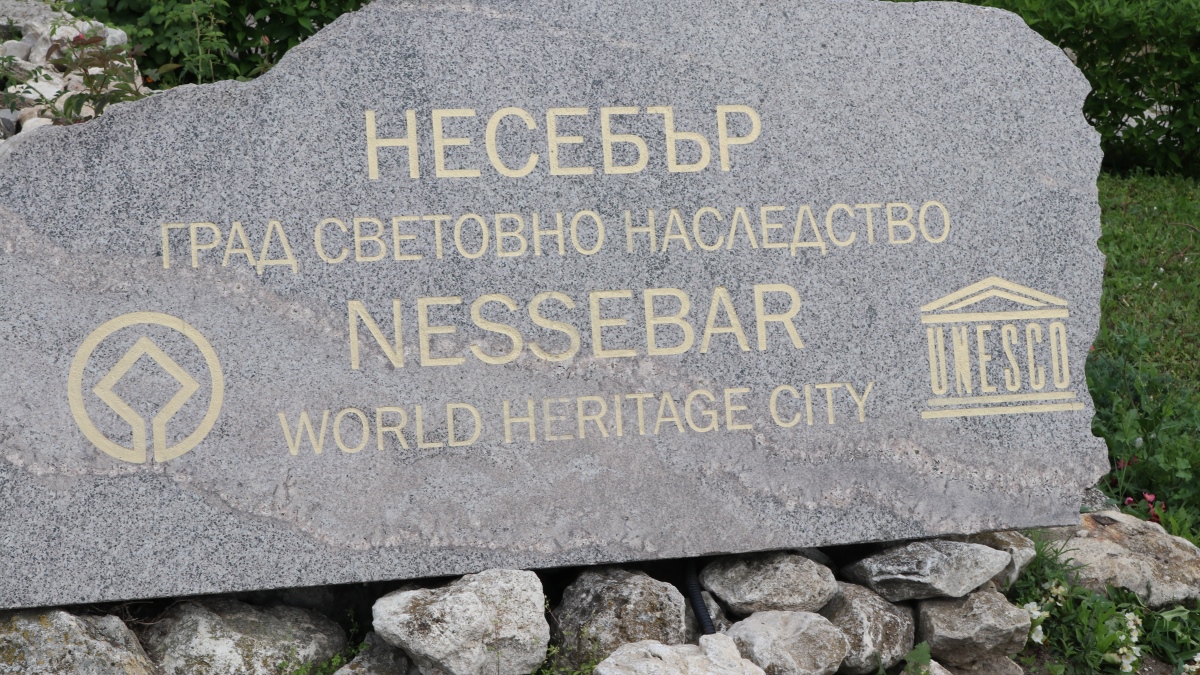 НЕСЕБЪР
ГРАД СВЕТОВНО НАСЛЕДСТВО
NESSEBAR
WORLD HERITAGE CITY
UNESCO